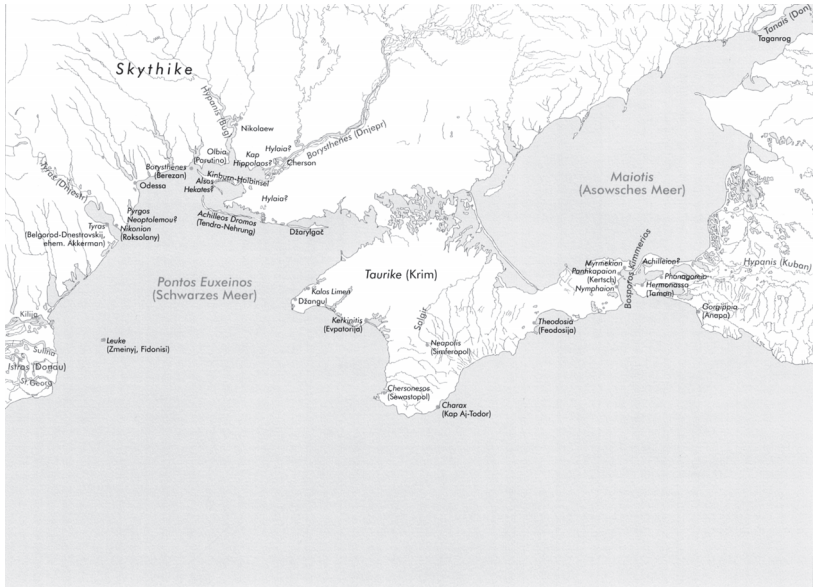 Tanais (Don)
Taganrog
Skythike
Hypanis (Bug)
Nikolaew
Borysthenes (Dnjepr)
Olbia
(Parutino)
Hylaia?
Kap
Hippolaos?
Cherson
Borysthenes
(Berezan)
Kinburn-Halbinsel
Alsos
Hekates?
Hylaia?
Odessa
Tyras (Dnjestr)
Maiotis
(Asowsches Meer)
Pyrgos
Neoptolemou?
Achilleos Dromos
(Tendra-Nehrung)
Džarylgač
Tyras
(Belgorod-Dnestrovskij,
ehem. Akkerman)
Nikonion
(Roksolany)
Pontos Euxeinos
(Schwarzes Meer)
Taurike (Krim)
Bosporos Kimmerios
Myrmekion
Pantikapaion
(Kertsch)
Nymphaion
Achilleion?
Phanagoreia
Hermonassa
(Taman)
Hypanis (Kuban)
Gorgippia
(Anapa)
Kalos Limen
Džangul
Kerkinitis
(Evpatorija)
Salgir
Theodosia
(Feodosija)
Neapolis
(Simferopol)
Kilija
Sulina
Istros (Donau)
St Georg
Leuke
(Zmeinyj, Fidonisi)
Chersonesos
(Sewastopol)
Charax
(Kap Aj-Todor)